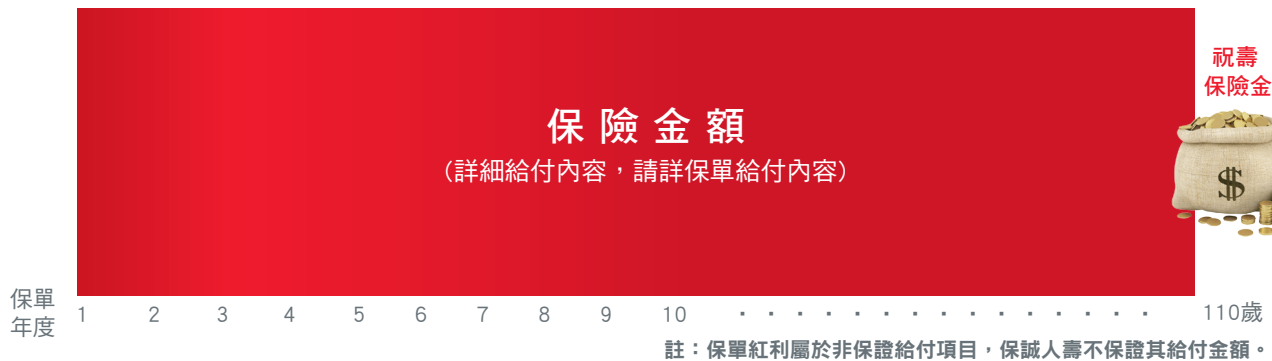 祝壽
保險金
保險金額
(詳細給付內容，請詳保單給付內容)
$
保單
年度
1 2 3 4 5 6 7 8 9 10 · · · · · · · · · · · · · · · 110歲
註：保單紅利屬於非保證給付項目，保誠人壽不保證其給付金額。